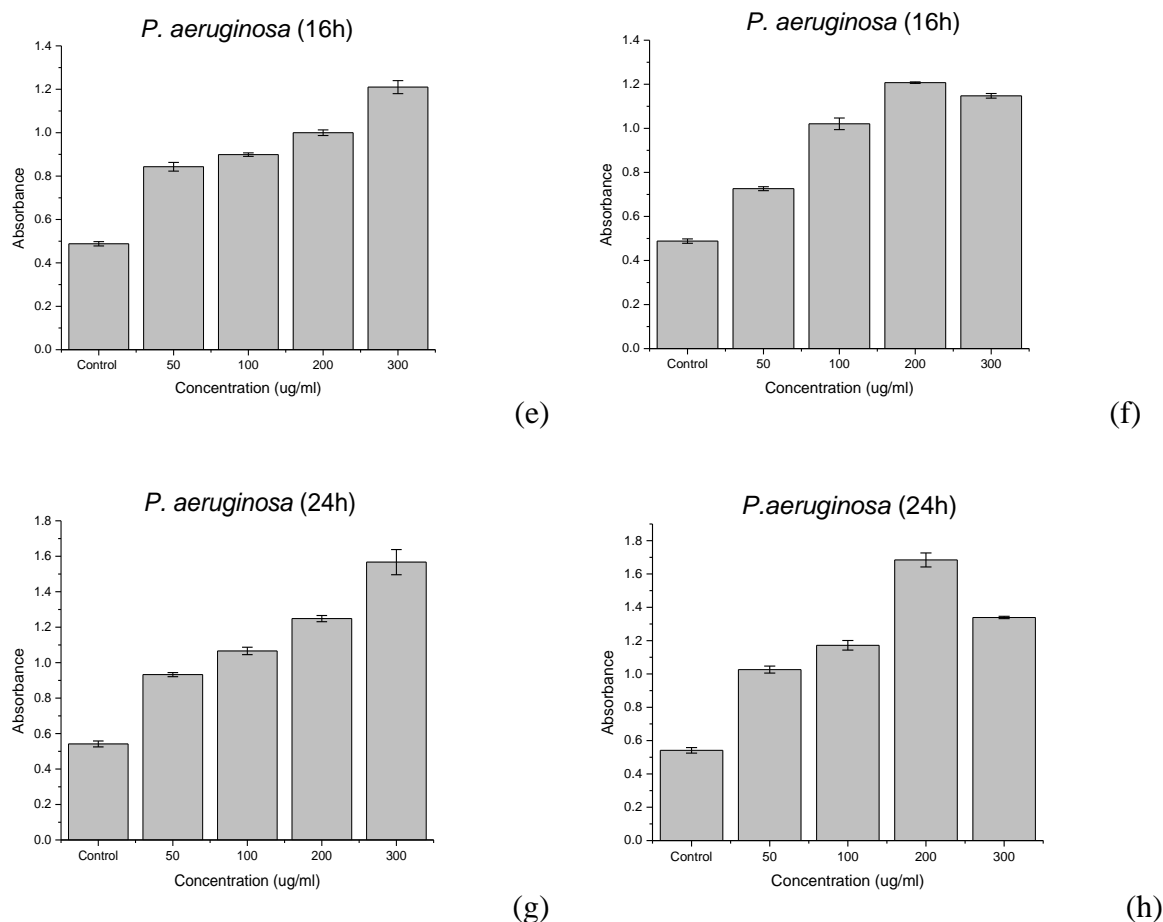 P. aeruginosa (16h)
1.4
1.2
1.0
0.8
0.6
0.4
0.2
0.0
Absorbance
Control 50 100 200 300
Concentration (ug/ml)
(e)
P. aeruginosa (16h)
1.4
1.2
1.0
0.8
0.6
0.4
0.2
0.0
Absorbance
Control 50 100 200 300
Concentration (ug/ml)
(f)
P. aeruginosa (24h)
1.8
1.6
1.4
1.2
1.0
0.8
0.6
0.4
0.2
0.0
Absorbance
Control 50 100 200 300
Concentration (ug/ml)
(g)
P.aeruginosa (24h)
1.8
1.6
1.4
1.2
1.0
0.8
0.6
0.4
0.2
0.0
Absorbance
Control 50 100 200 300
Concentration (ug/ml)
(h)